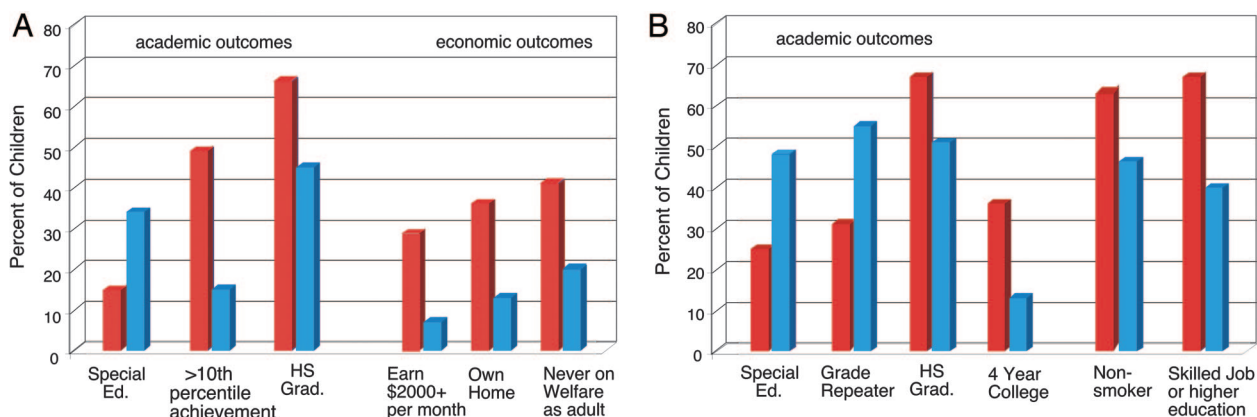 A
academic outcomes
economic outcomes
Percent of Children
80
70
60
50
40
30
20
10
0
Special
Ed.
>10th
percentile
achievement
HS
Grad.
Earn
$2000+
per month
Own
Home
Never on
Welfare
as adult
B
academic outcomes
Percent of Children
80
70
60
50
40
30
20
10
0
Special
Ed.
Grade
Repeater
HS
Grad.
4 Year
College
Non-
smoker
Skilled Job
or higher
education